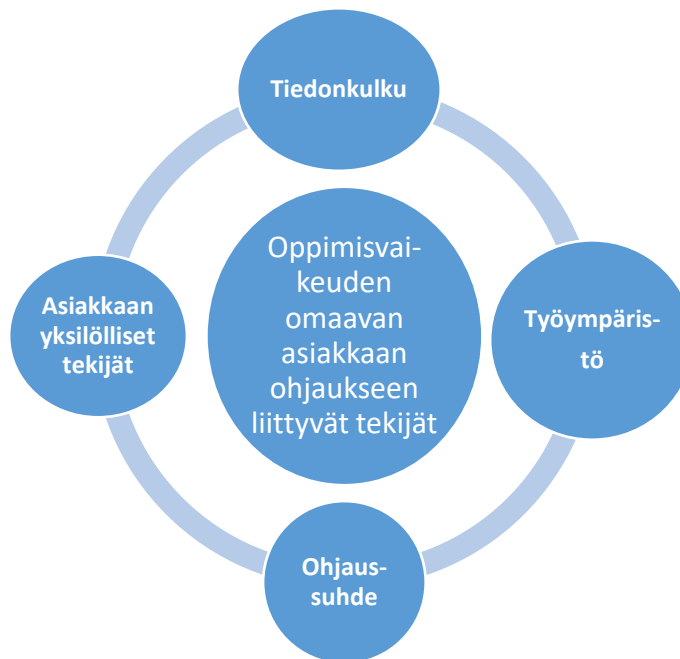 Tiedonkulku
Oppimisvai-
keuden
omaavan
asiakkaan
ohjaukseen
liittyvät tekijät
Asiakkaan
yksilölliset
tekijät
Työympäris-
tö
Ohjaus-
suhde